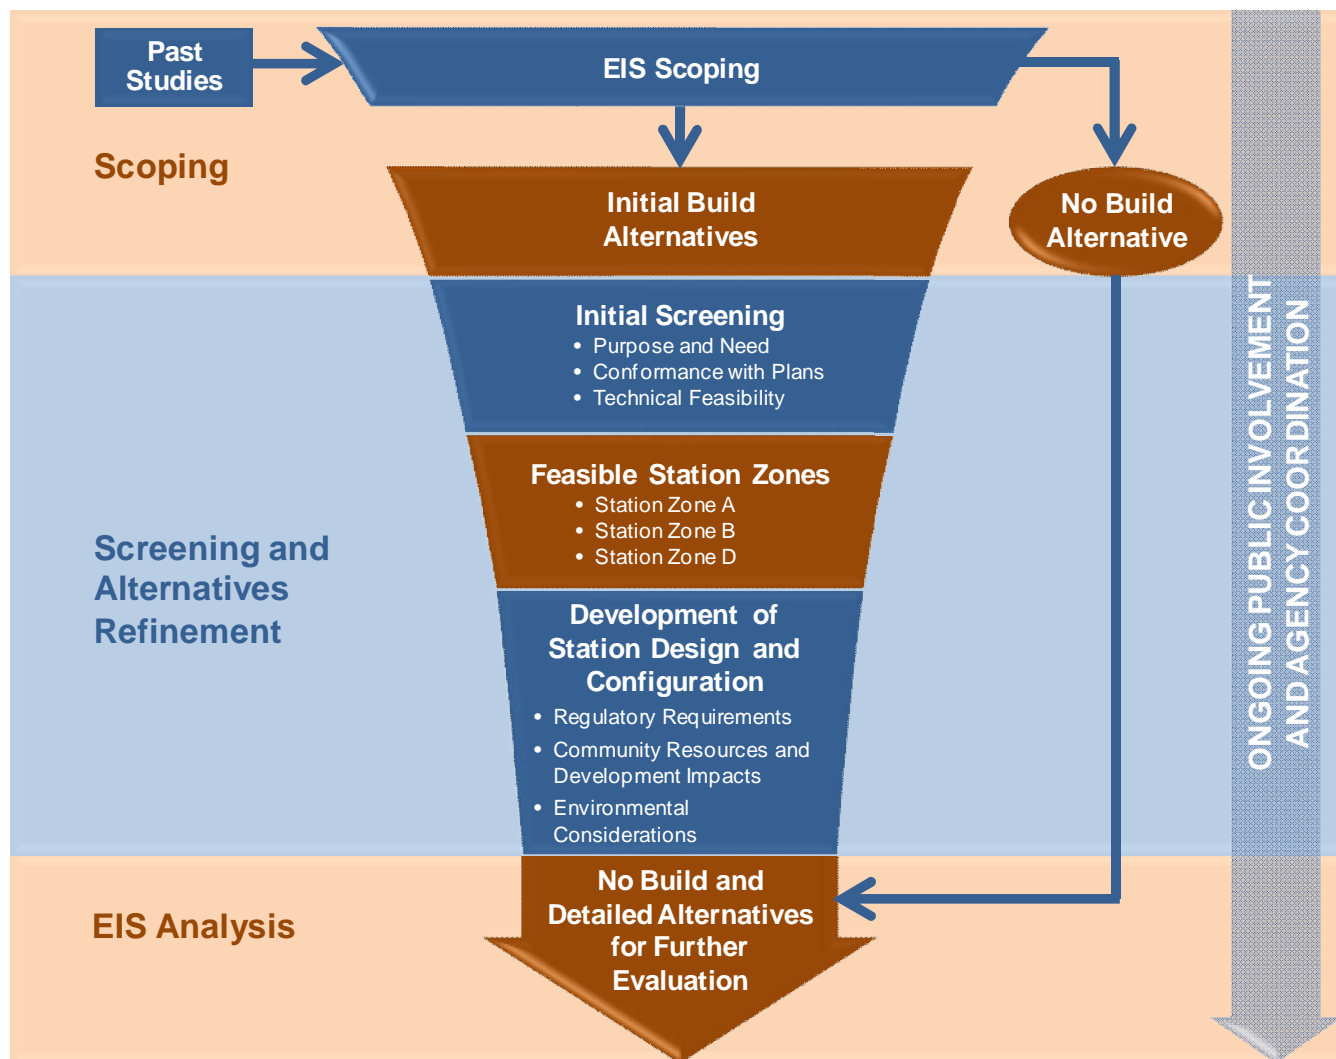 Past
Studies
EIS Scoping
Scoping
Initial Build
Alternatives
No Build
Alternative
Initial Screening
• Purpose and Need
• Conformance with Plans
• Technical Feasibility
Feasible Station Zones
• Station Zone A
• Station Zone B
• Station Zone D
Screening and
Alternatives
Refinement
Development of
Station Design and
Configuration
• Regulatory Requirements
• Community Resources and
Development Impacts
• Environmental
Considerations
EIS Analysis
No Build and
Detailed Alternatives
for Further
Evaluation
ONGOING PUBLIC INVOLVEMENT
AND AGENCY COORDINATION